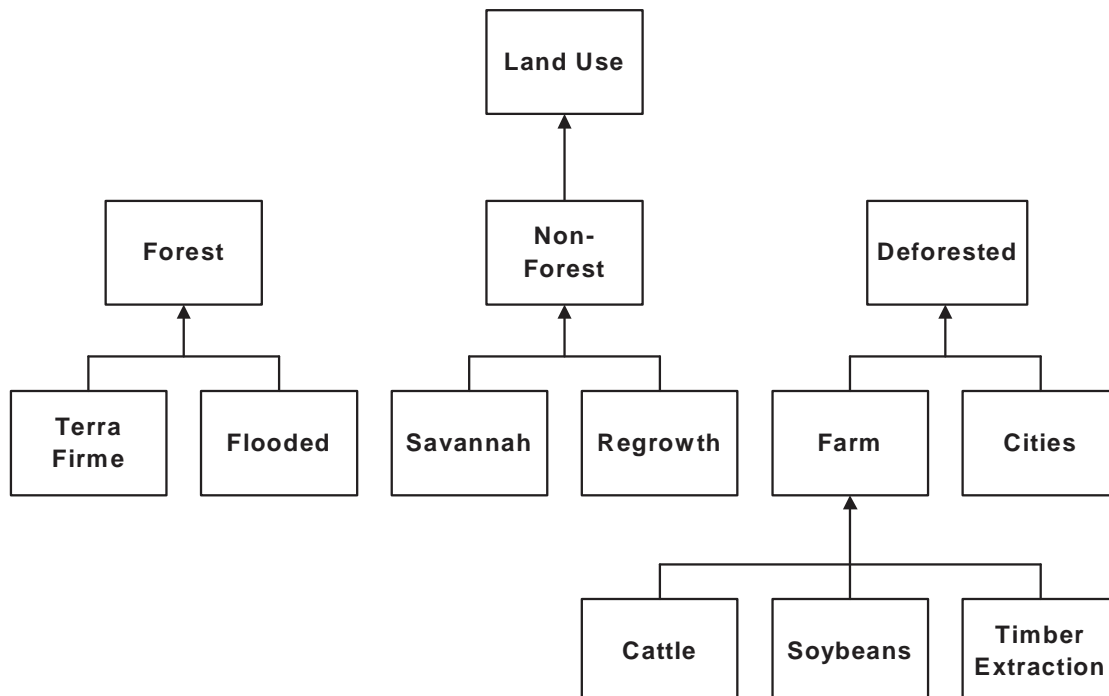 Land Use
Forest
Non-
Forest
Deforested
Terra
Firme
Flooded
Savannah
Regrowth
Farm
Cities
Cattle
Soybeans
Timber
Extraction